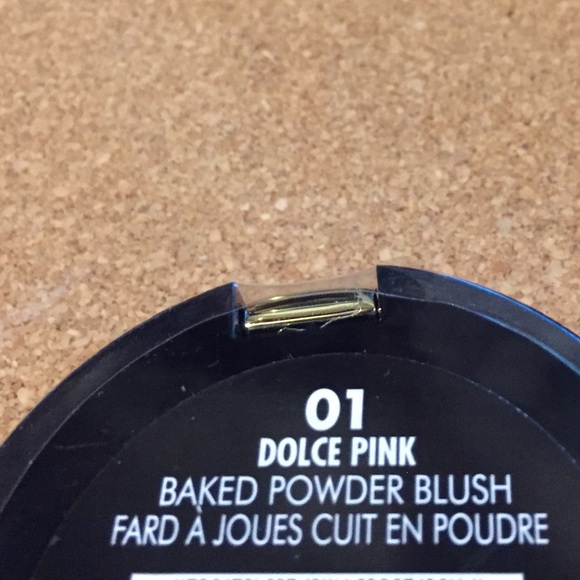 01
DOLCE PINK
BAKED POWDER BLUSH
FARD À JOUES CUIT EN POUDRE